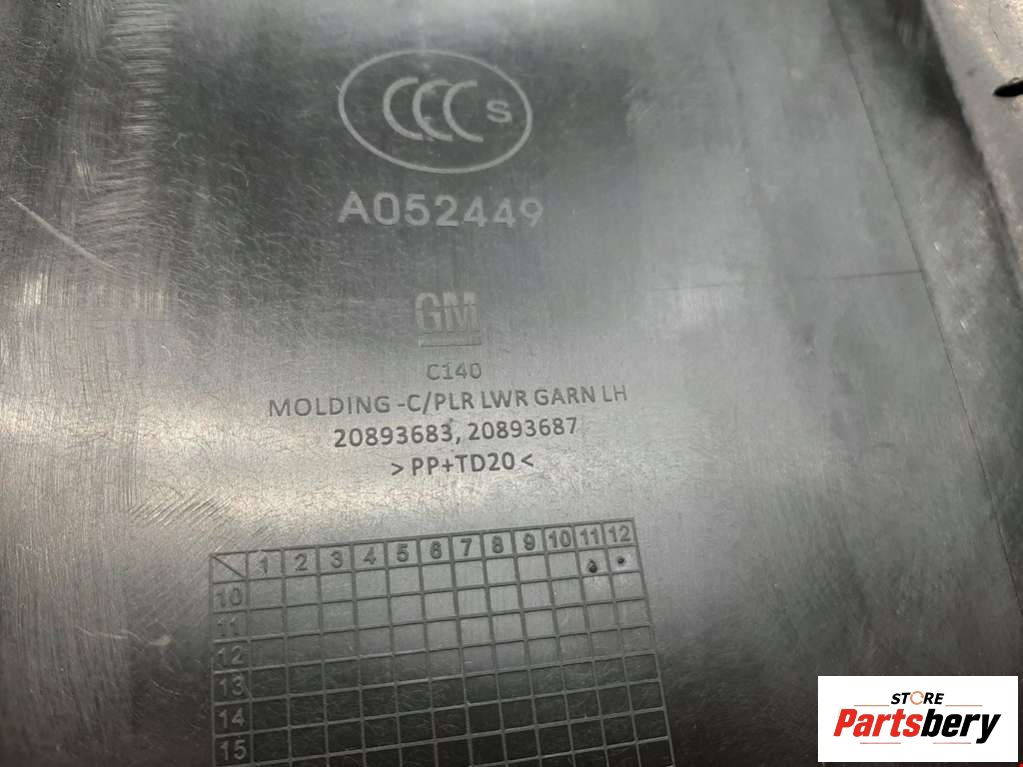 CCC S
A052449
GM
C140
MOLDING -C/PLR LWR GARN LH
20893683, 20893687
>PP+TD20<
1 2 3 4 5 6 7 8 9 10 11 12
10
11
12
13
14
15
STORE
Partsbery